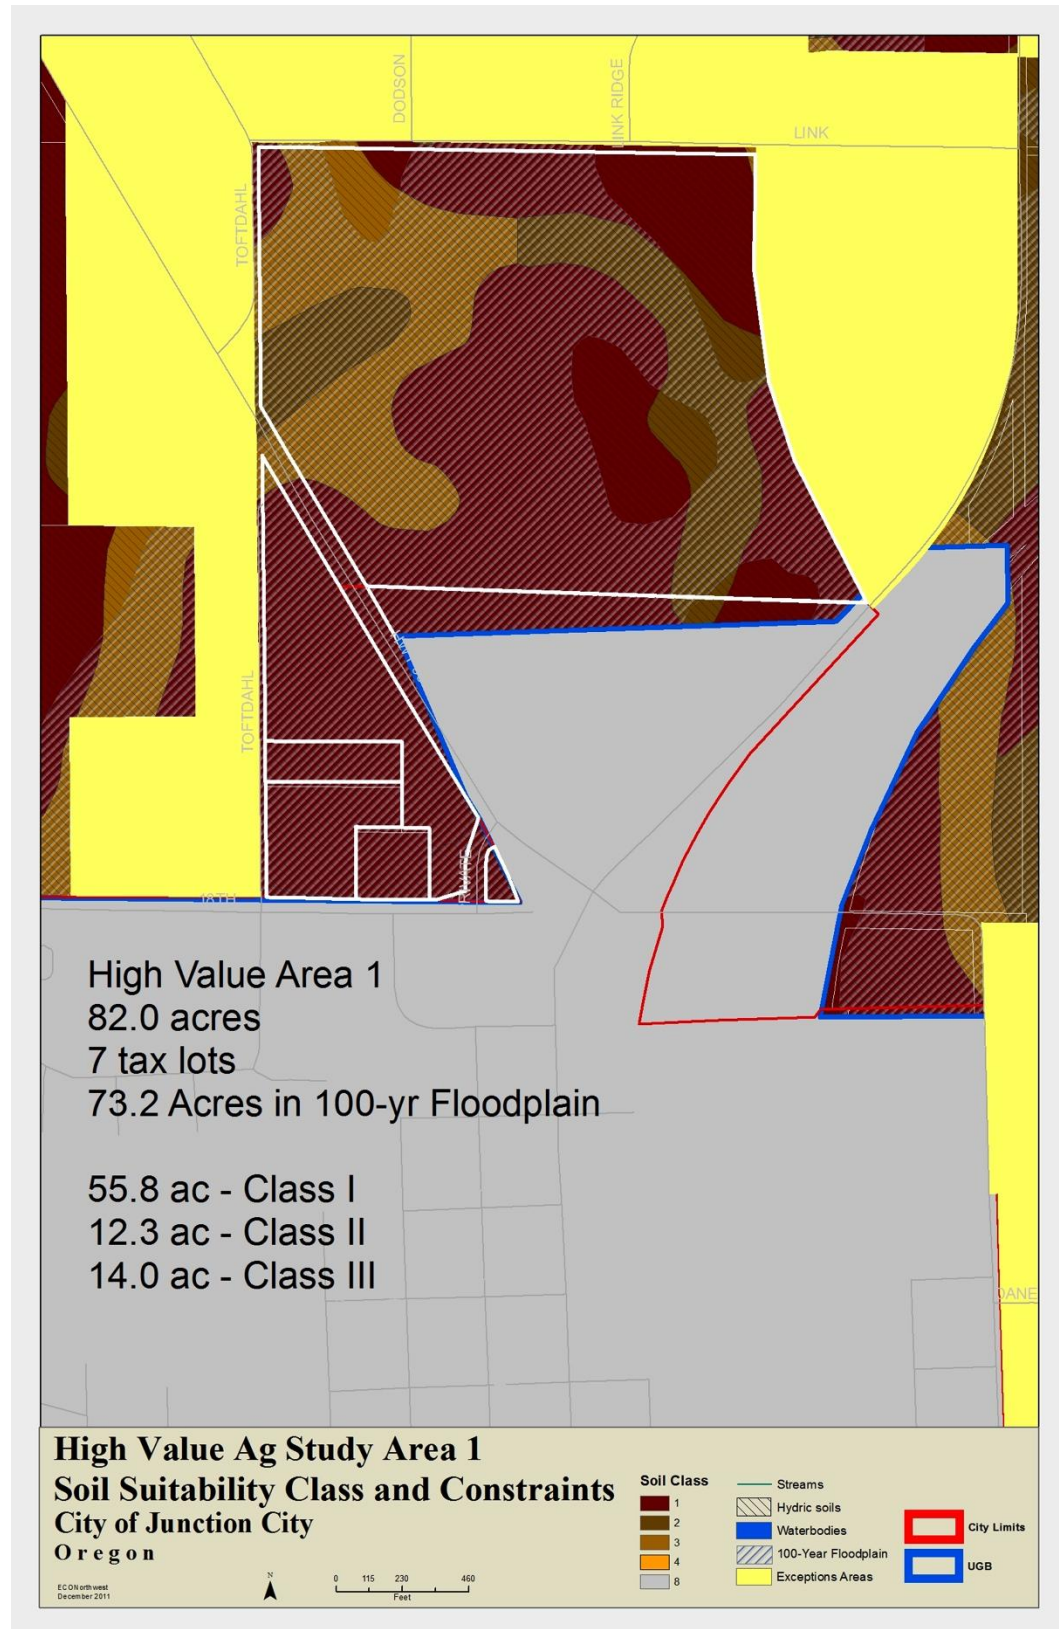 DODSON
LINK RIDGE
LINK
TOFTDAHL
TOFTDAHL
18TH
DANE
High Value Area 1
82.0 acres
7 tax lots
73.2 Acres in 100-yr Floodplain
55.8 ac - Class I
12.3 ac - Class II
14.0 ac - Class III
High Value Ag Study Area 1
Soil Suitability Class and Constraints
City of Junction City
Oregon
ECONorthwest
December 2011
N
0 115 230 460
Feet
Soil Class
1
2
3
4
8
Streams
Hydric soils
Waterbodies
100-Year Floodplain
Exceptions Areas
City Limits
UGB